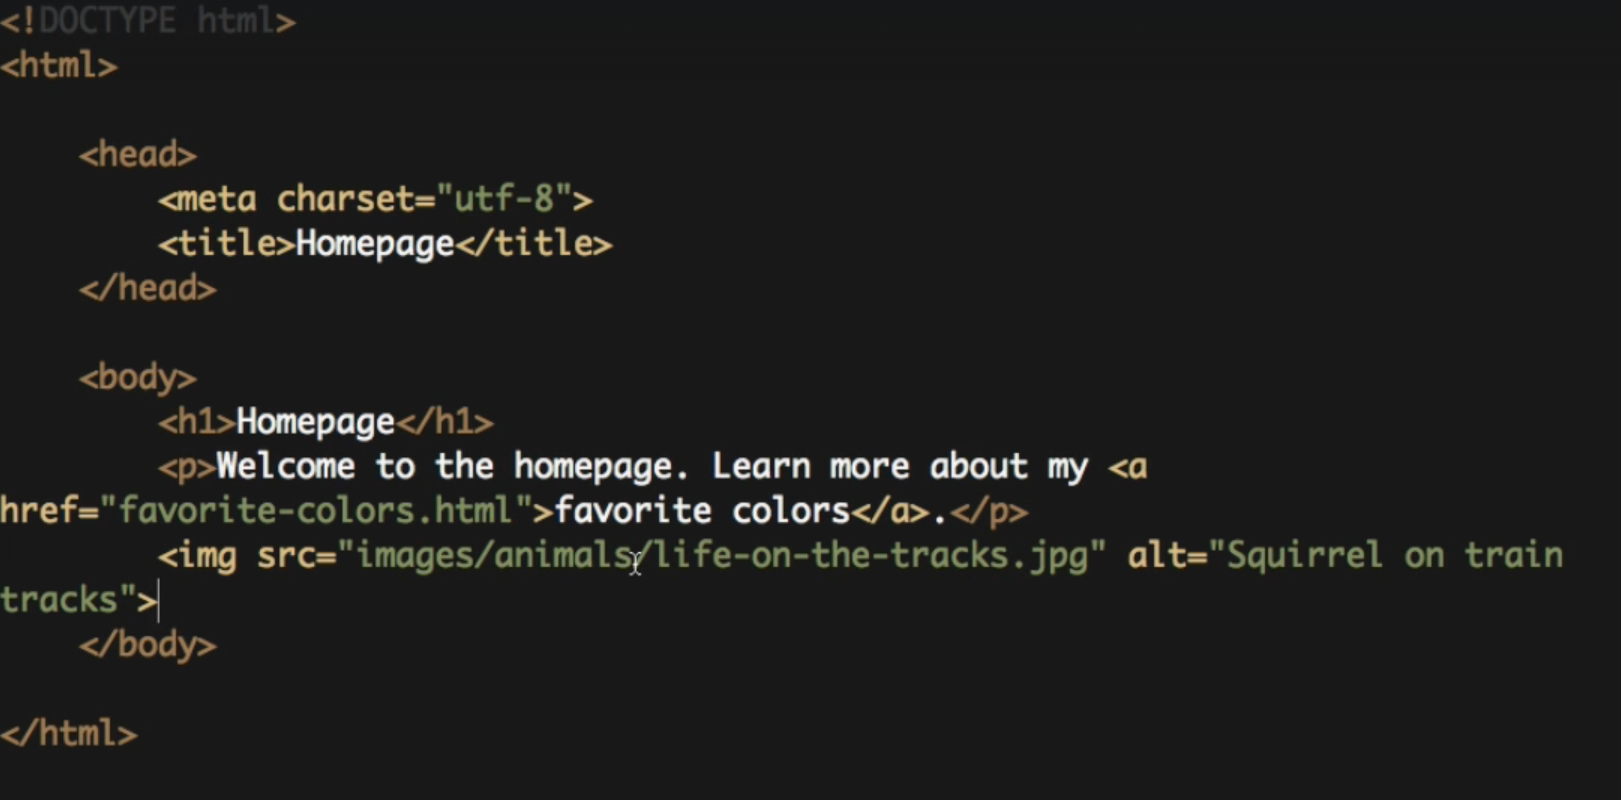 <!DOCTYPE html>
<html>
<head>
<meta charset="utf-8">
<title>Homepage</title>
</head>
<body>
<h1>Homepage</h1>
<p>Welcome to the homepage. Learn more about my <a
href="favorite-colors.html">favorite colors</a>.</p>
<img src="images/animals/life-on-the-tracks.jpg" alt="Squirrel on train
tracks">
</body>
</html>